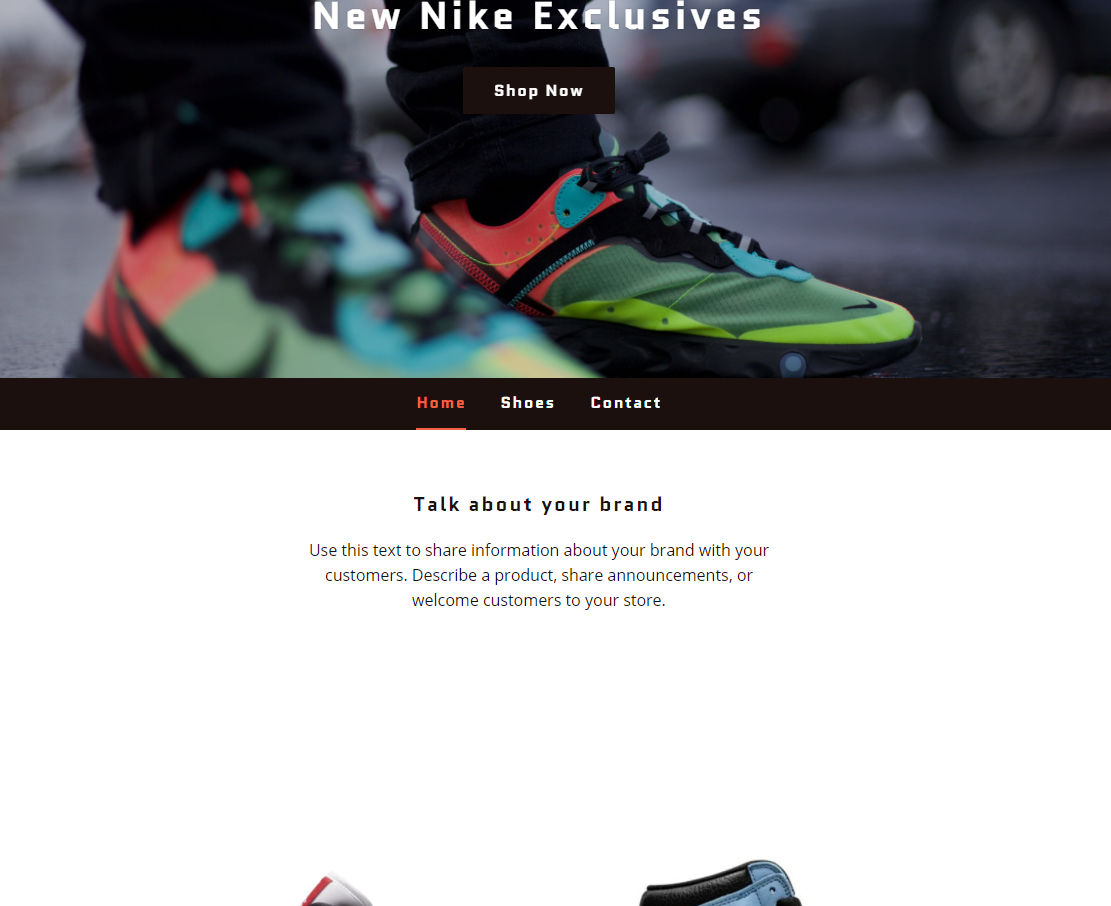 New Nike Exclusives
Shop Now
Home Shoes Contact
Talk about your brand
Use this text to share information about your brand with your
customers. Describe a product, share announcements, or
welcome customers to your store.